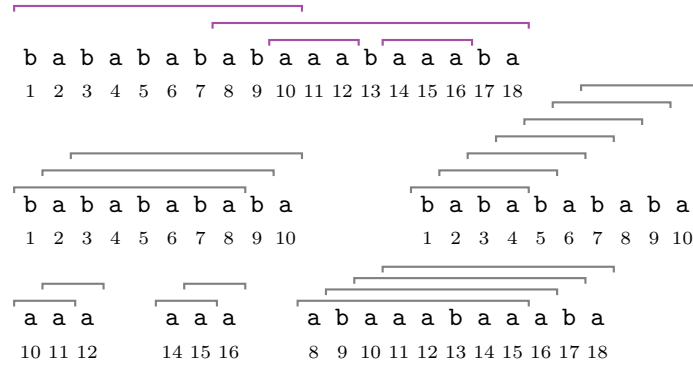 b a b a b a b a b a a a b a a a b a
1 2 3 4 5 6 7 8 9 10 11 12 13 14 15 16 17 18
b a b a b a b a b a b a b a b a b a b a
1 2 3 4 5 6 7 8 9 10 1 2 3 4 5 6 7 8 9 10
a a a a a a a b a a a b a a a b a
10 11 12 14 15 16 8 9 10 11 12 13 14 15 16 17 18